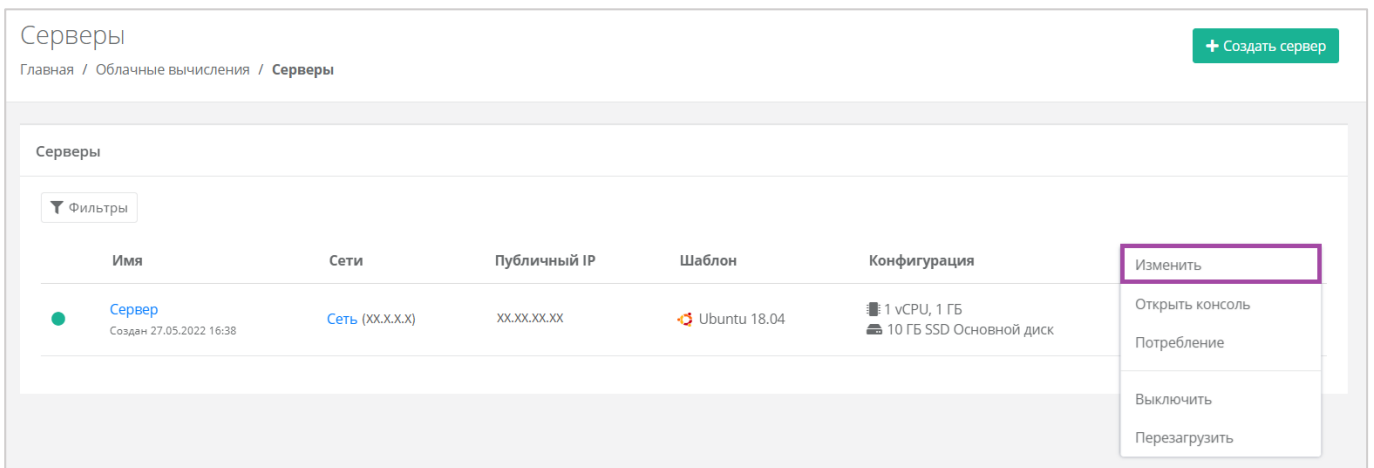 Серверы
+ Создать сервер
Главная / Облачные вычисления / Серверы
Серверы
Фильтры
Имя Сети Публичный IP Шаблон Конфигурация
Сервер
Создан 27.05.2022 16:38
Сеть (XX.X.X.X)
XX.XX.XX.XX
Ubuntu 18.04
1 vCPU, 1 ГБ
10 ГБ SSD Основной диск
Изменить
Открыть консоль
Потребление
Выключить
Перезагрузить